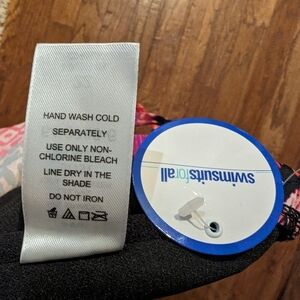 HAND WASH COLD
SEPARATELY
USE ONLY NON-
CHLORINE BLEACH
LINE DRY IN THE
SHADE
DO NOT IRON
swimsuitsforall